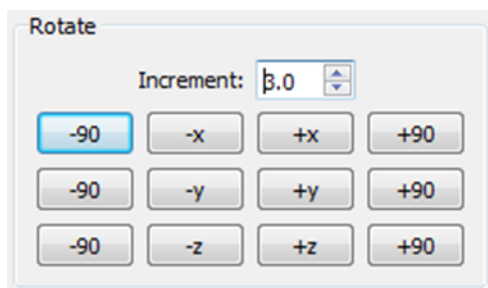 Rotate
Increment: 3.0
-90 -x +x +90
-90 -y +y +90
-90 -z +z +90